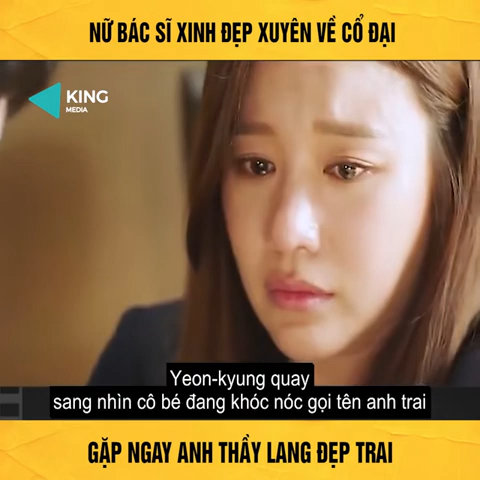 NỮ BÁC SĨ XINH ĐẸP XUYÊN VỀ CỔ ĐẠI
KING
MEDIA
Yeon-kyung quay
sang nhìn cô bé đang khóc nóc gọi tên anh trai
GẶP NGAY ANH THẦY LANG ĐẸP TRAI